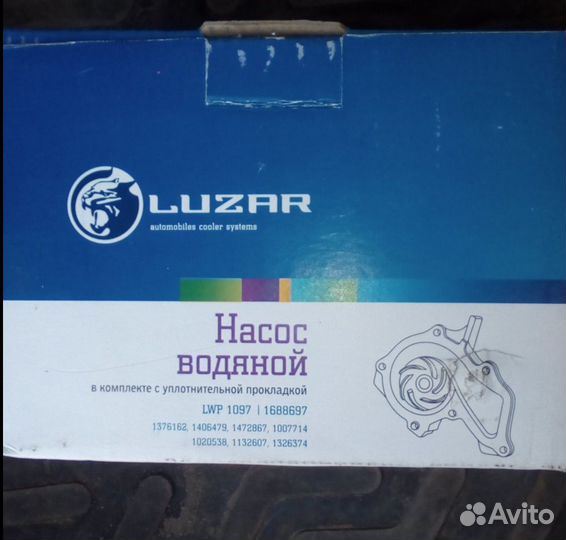 LUZAR
automobiles cooler systems
Насос
водяной
в комплекте с уплотнительной прокладкой
LWP 1097 | 1688697
1376162, 1406479, 1472867, 1007714
1020538, 1132607, 1326374
Avito